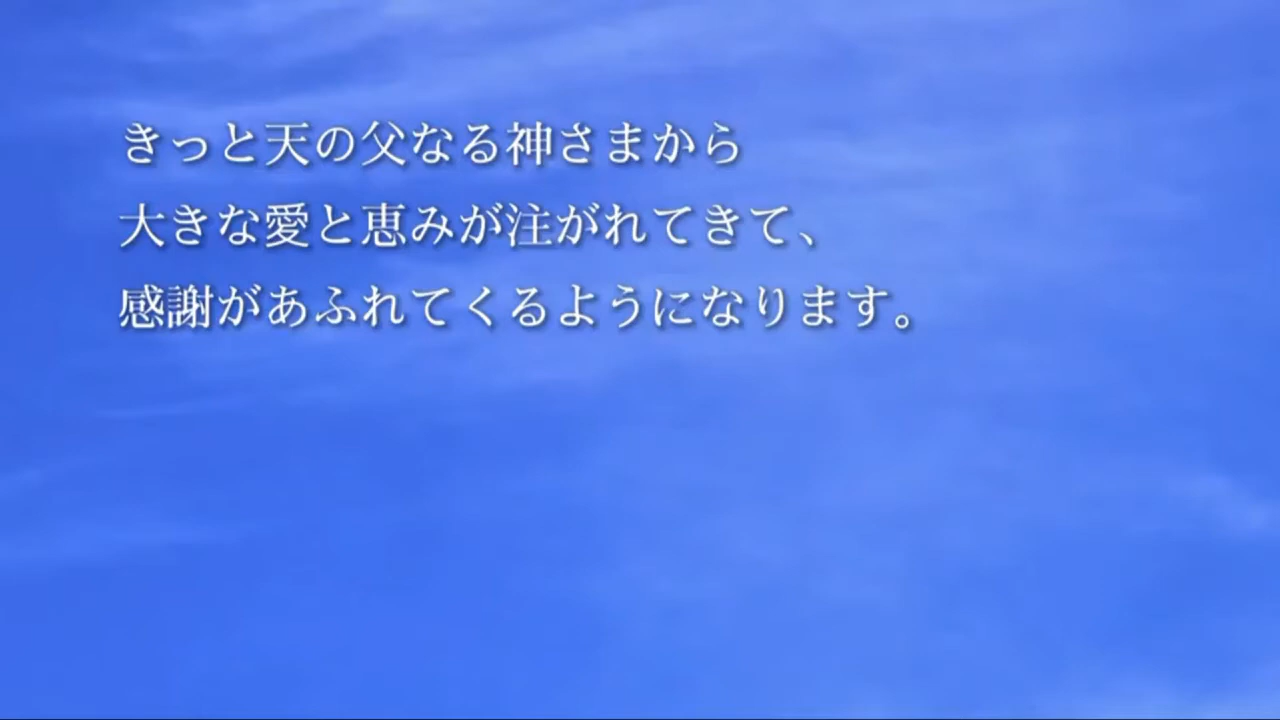 きっと天の父なる神さまから
大きな愛と恵みが注がれてきて、
感謝があふれてくるようになります。